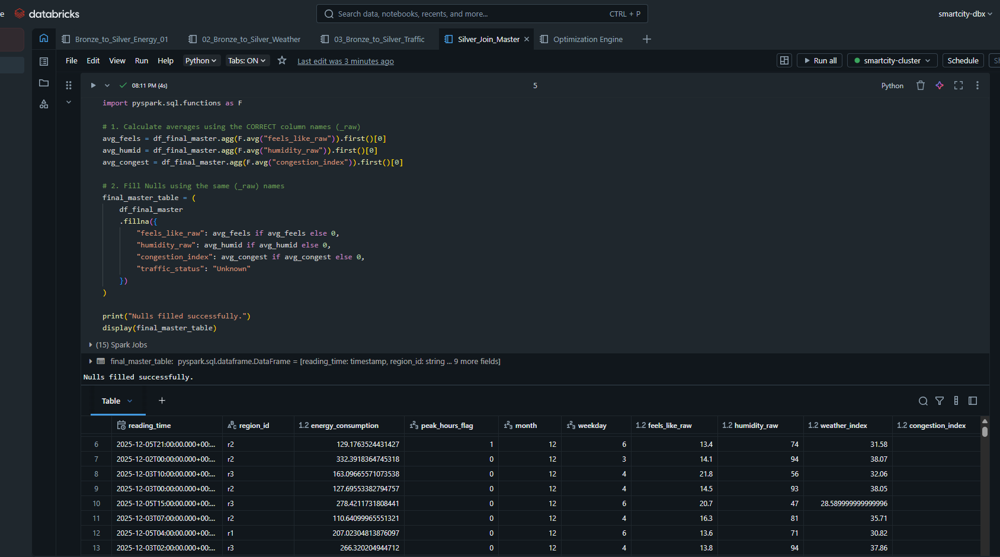 e databricks
Search data, notebooks, recents, and more... CTRL + P
smartcity-dbx
Bronze_to_Silver_Energy_01 02_Bronze_to_Silver_Weather 03_Bronze_to_Silver_Traffic Silver_Join_Master Optimization Engine
File Edit View Run Help Python Tabs: ON Last edit was 3 minutes ago Run all smartcity-cluster Schedule Sh
08:11 PM (4s) 5 Python
import pyspark.sql.functions as F
# 1. Calculate averages using the CORRECT column names (_raw)
avg_feels = df_final_master.agg(F.avg("feels_like_raw")).first()[0]
avg_humid = df_final_master.agg(F.avg("humidity_raw")).first()[0]
avg_congest = df_final_master.agg(F.avg("congestion_index")).first()[0]
# 2. Fill Nulls using the same (_raw) names
final_master_table = (
df_final_master
.fillna({
"feels_like_raw": avg_feels if avg_feels else 0,
"humidity_raw": avg_humid if avg_humid else 0,
"congestion_index": avg_congest if avg_congest else 0,
"traffic_status": "Unknown"
})
)
print("Nulls filled successfully.")
display(final_master_table)
(15) Spark Jobs
final_master_table: pyspark.sql.dataframe.DataFrame = [reading_time: timestamp, region_id: string ... 9 more fields]
Nulls filled successfully.
Table
reading_time ABC region_id 1.2 energy_consumption 123 peak_hours_flag 123 month 123 weekday 1.2 feels_like_raw 1.2 humidity_raw 1.2 weather_index 1.2 congestion_index
6 2025-12-05T21:00:00.000+00:... r2 129.1763524431427 1 12 6 13.4 74 31.58
7 2025-12-02T00:00:00.000+00:... r2 332.3918364745318 0 12 3 14.1 94 38.07
8 2025-12-03T10:00:00.000+00:... r3 163.09665571073538 0 12 4 21.8 56 32.06
9 2025-12-03T00:00:00.000+00:... r2 127.69553382794757 0 12 4 14.5 93 38.05
10 2025-12-05T15:00:00.000+00:... r3 278.4211731808441 0 12 6 20.7 47 28.589999999999996
11 2025-12-03T07:00:00.000+00:... r2 110.64099965551321 0 12 4 16.3 81 35.71
12 2025-12-05T04:00:00.000+00:... r1 207.02304813876097 0 12 6 13.6 71 30.82
13 2025-12-03T02:00:00.000+00:... r3 266.320204944712 0 12 4 13.8 94 37.86